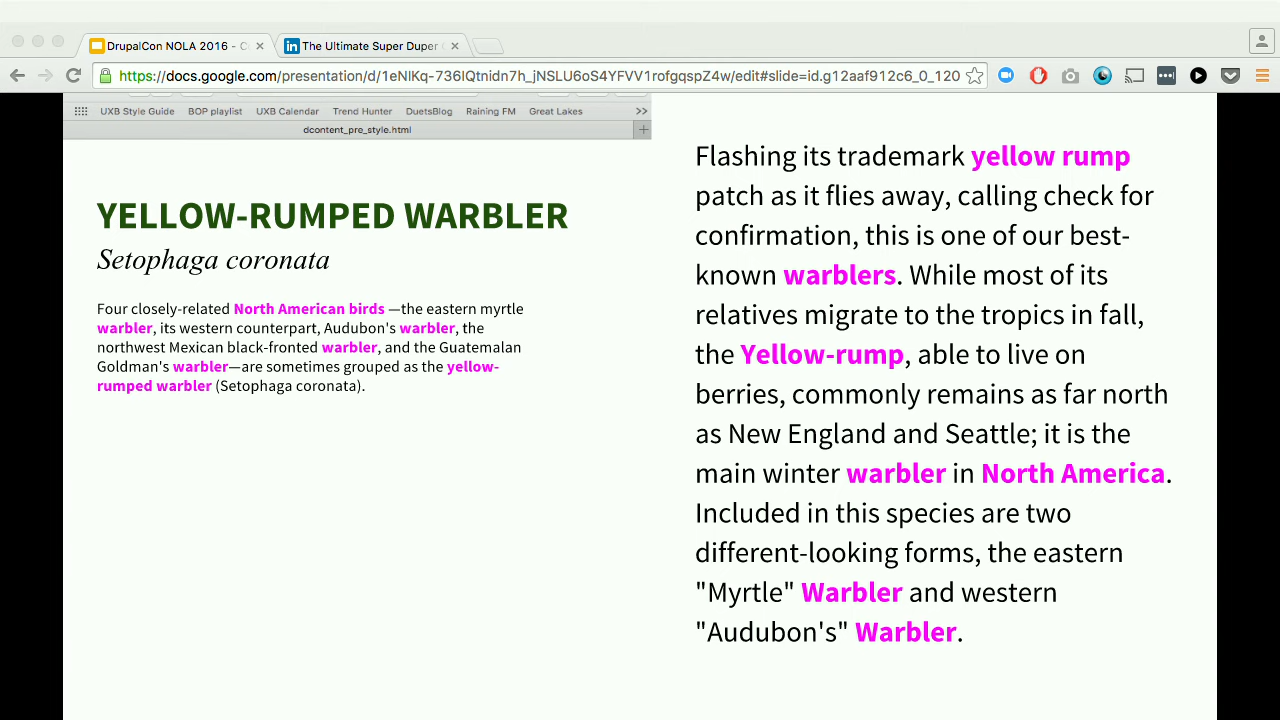 DrupalCon NOLA 2016 - C
The Ultimate Super Duper
https://docs.google.com/presentation/d/1eNIKq-736IQtnidn7h_jNSLU6oS4YFVV1rofgqspZ4w/edit#slide=id.g12aaf912c6_0_120
UXB Style Guide BOP playlist UXB Calendar Trend Hunter DuetsBlog Raining FM Great Lakes >>
dcontent_pre_style.html +
YELLOW-RUMPED WARBLER
Setophaga coronata
Four closely-related North American birds —the eastern myrtle
warbler, its western counterpart, Audubon's warbler, the
northwest Mexican black-fronted warbler, and the Guatemalan
Goldman's warbler—are sometimes grouped as the yellow-
rumped warbler (Setophaga coronata).
Flashing its trademark yellow rump
patch as it flies away, calling check for
confirmation, this is one of our best-
known warblers. While most of its
relatives migrate to the tropics in fall,
the Yellow-rump, able to live on
berries, commonly remains as far north
as New England and Seattle; it is the
main winter warbler in North America.
Included in this species are two
different-looking forms, the eastern
"Myrtle" Warbler and western
"Audubon's" Warbler.